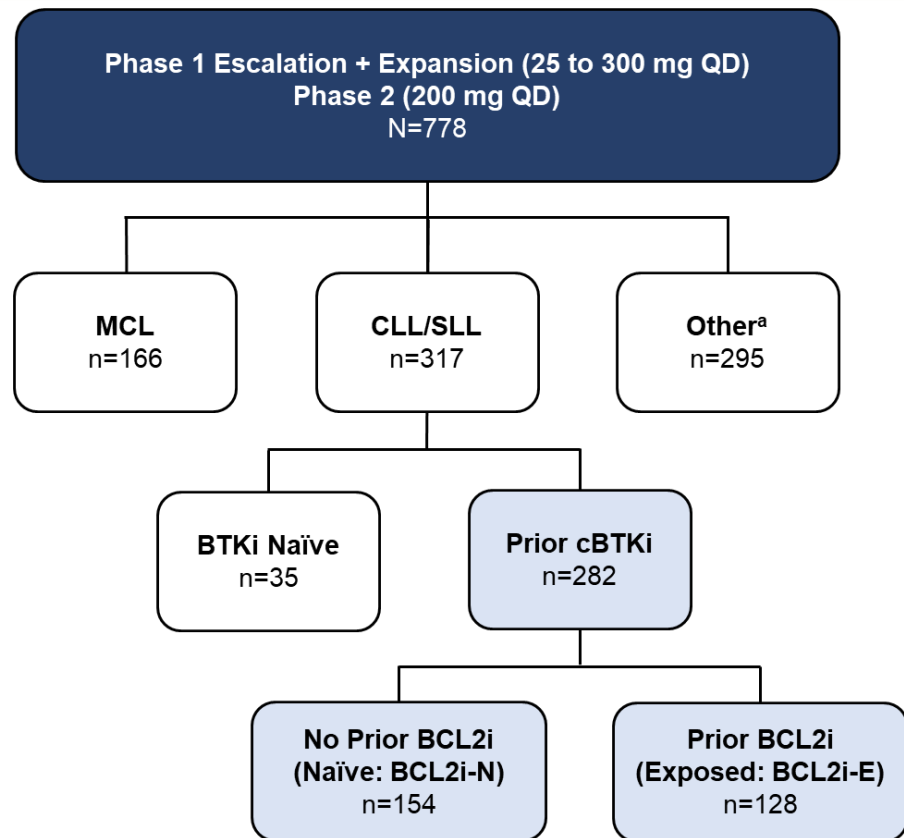 Phase 1 Escalation + Expansion (25 to 300 mg QD)
Phase 2 (200 mg QD)
N=778
MCL
n=166
CLL/SLL
n=317
Otherᵃ
n=295
BTKi Naïve
n=35
Prior cBTKi
n=282
No Prior BCL2i
(Naïve: BCL2i-N)
n=154
Prior BCL2i
(Exposed: BCL2i-E)
n=128